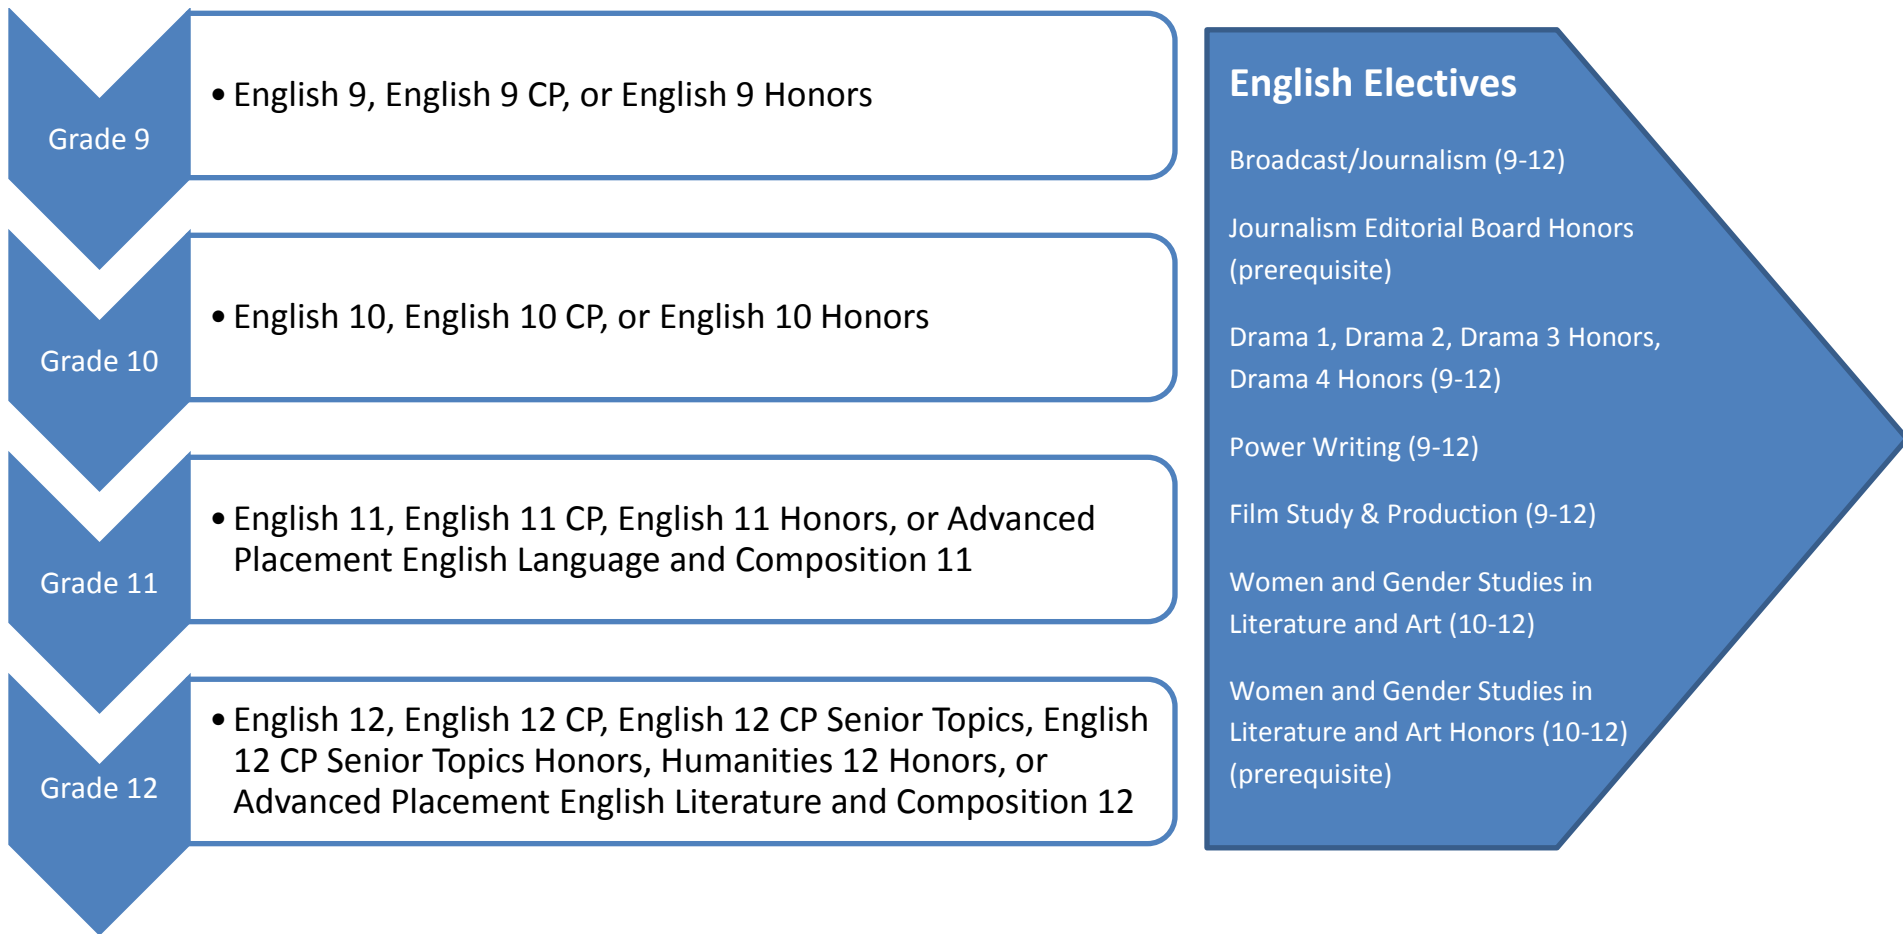 Grade 9
• English 9, English 9 CP, or English 9 Honors
Grade 10
• English 10, English 10 CP, or English 10 Honors
Grade 11
• English 11, English 11 CP, English 11 Honors, or Advanced
Placement English Language and Composition 11
Grade 12
• English 12, English 12 CP, English 12 CP Senior Topics, English
12 CP Senior Topics Honors, Humanities 12 Honors, or
Advanced Placement English Literature and Composition 12
English Electives
Broadcast/Journalism (9-12)
Journalism Editorial Board Honors
(prerequisite)
Drama 1, Drama 2, Drama 3 Honors,
Drama 4 Honors (9-12)
Power Writing (9-12)
Film Study & Production (9-12)
Women and Gender Studies in
Literature and Art (10-12)
Women and Gender Studies in
Literature and Art Honors (10-12)
(prerequisite)